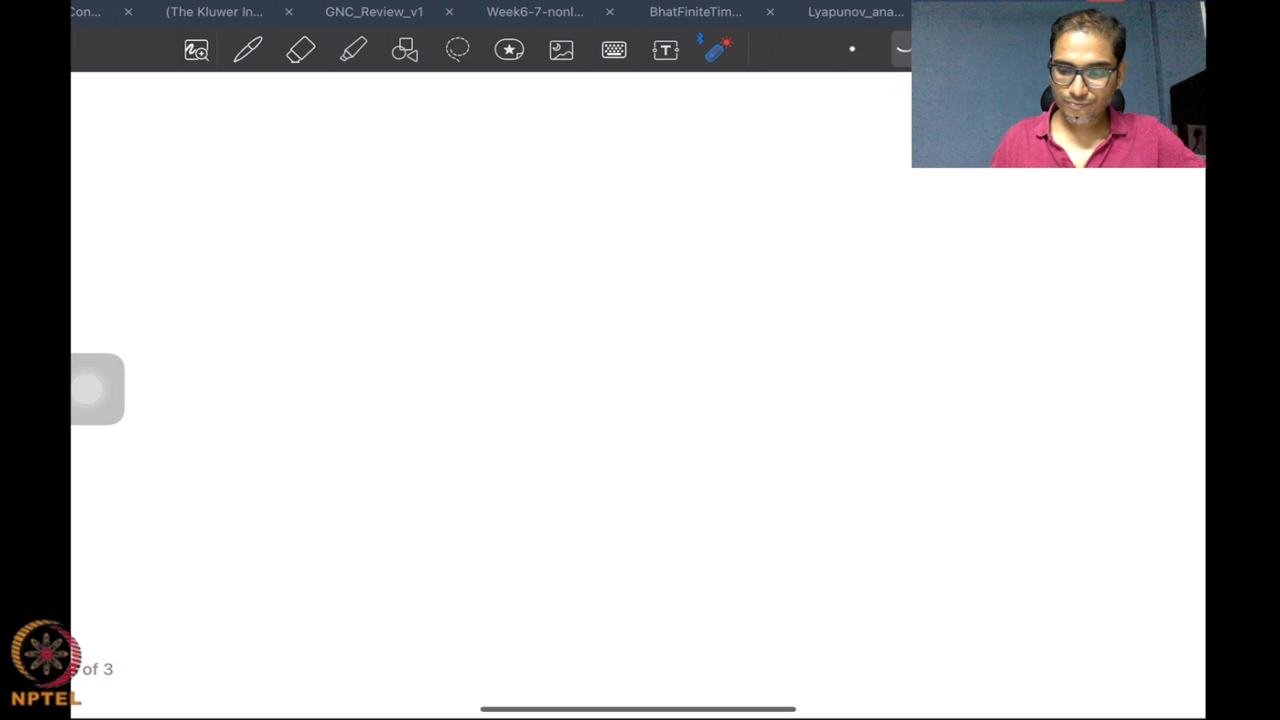 Con...
(The Kluwer In...
GNC_Review_v1
Week6-7-nonl...
BhatFiniteTim...
Lyapunov_ana...
T
of 3
NPTEL